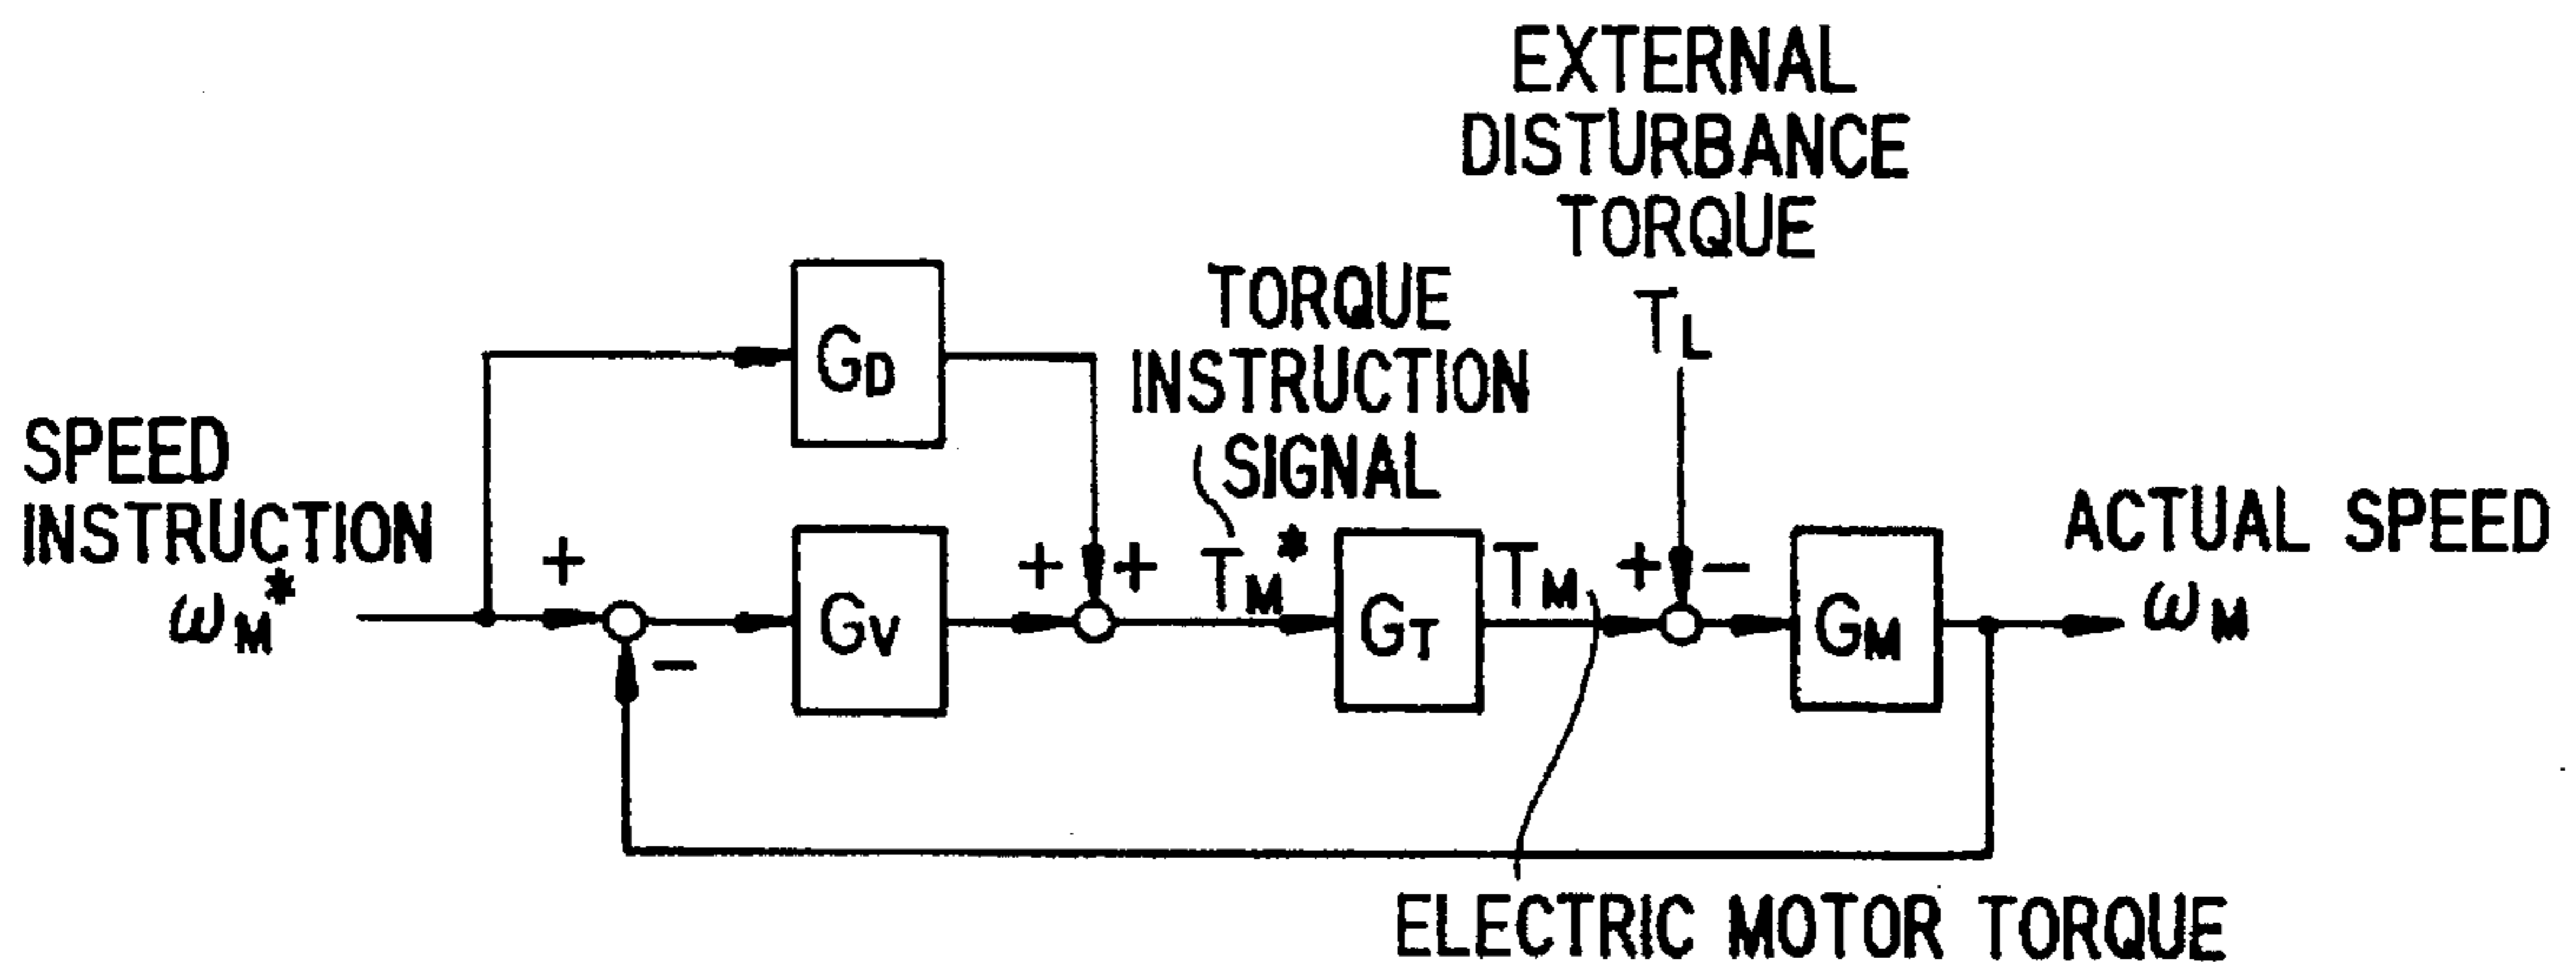 EXTERNAL
DISTURBANCE
TORQUE
TL
GD
TORQUE
INSTRUCTION
SIGNAL
SPEED
INSTRUCTION
ωM*
+
−
GV
+ +
TM*
GT
TM
+ −
GM
ACTUAL SPEED
ωM
ELECTRIC MOTOR TORQUE